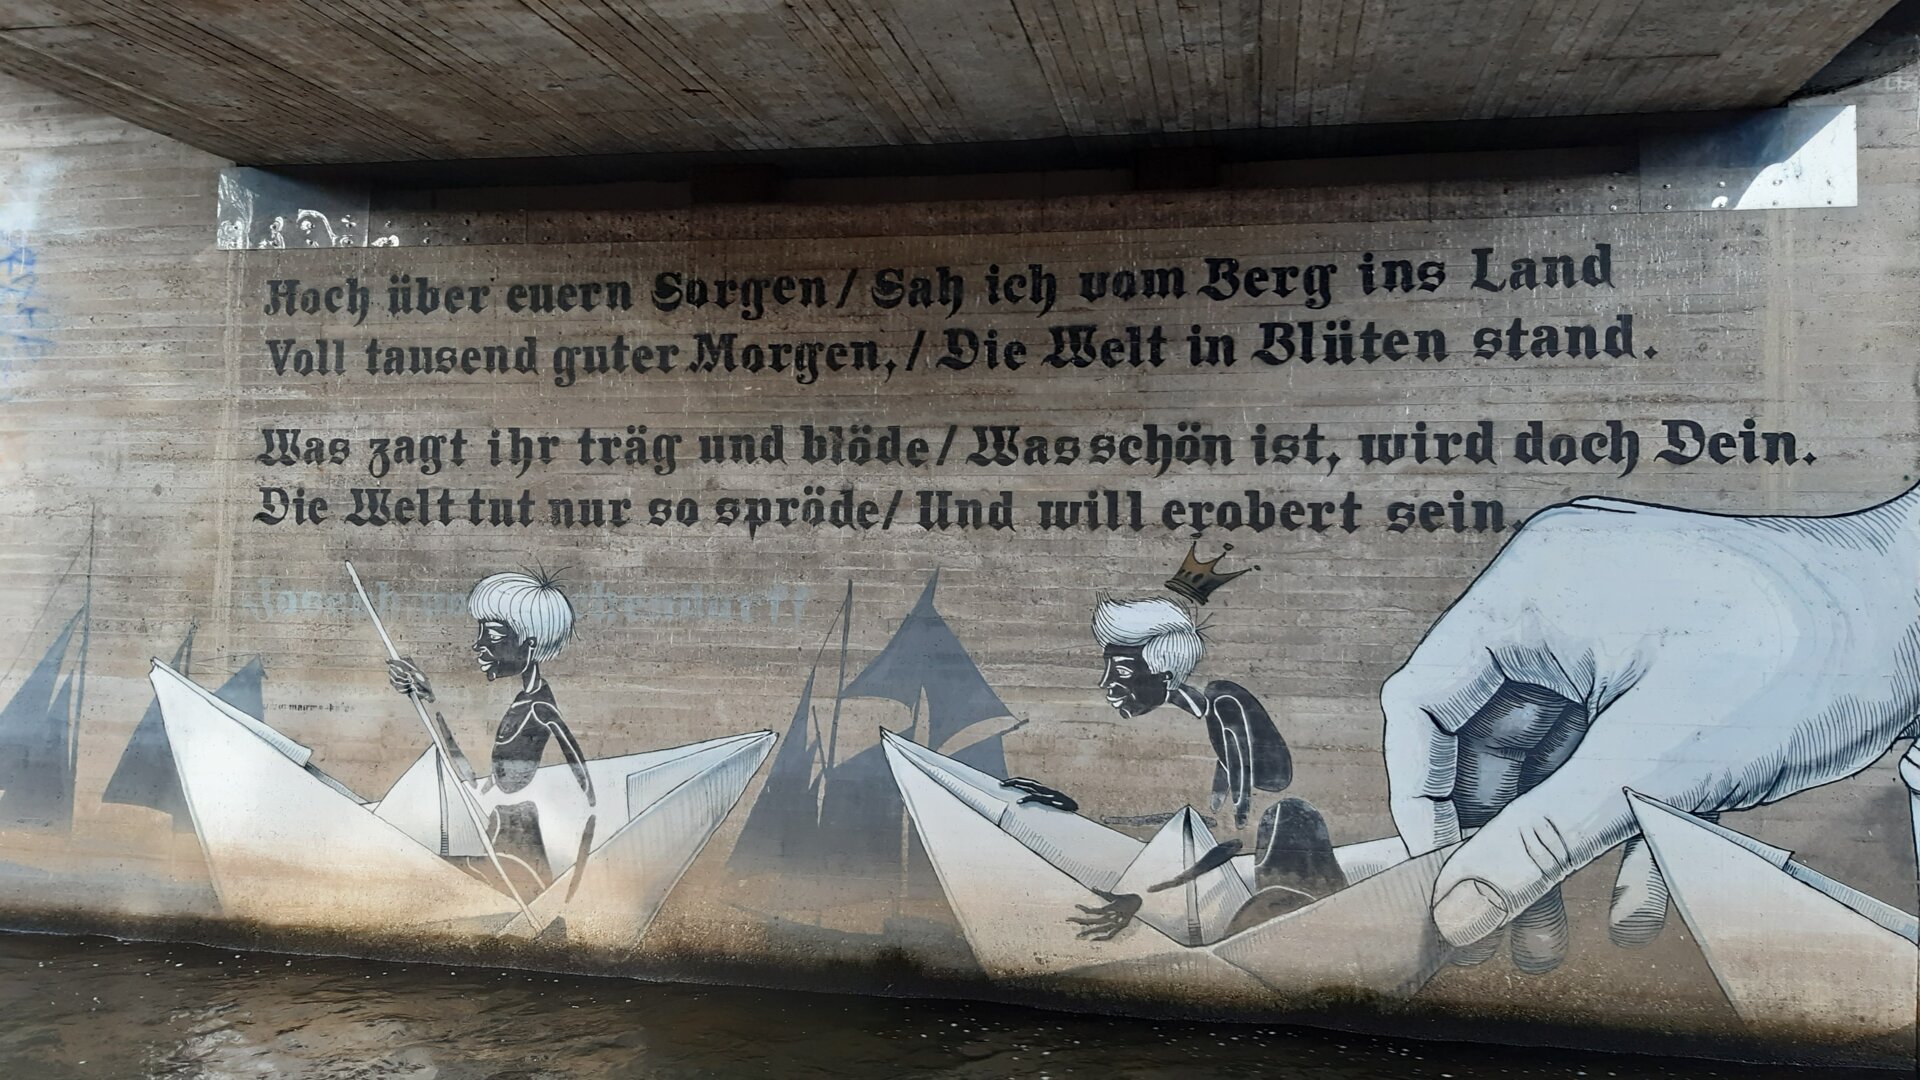 Hoch über euern Sorgen / Sah ich vom Berg ins Land
Voll tausend guter Morgen, / Die Welt in Blüten stand.
Was zagt ihr träg und blöde / Was schön ist, wird doch Dein.
Die Welt tut nur so spröde / Und will erobert sein.
Joseph von